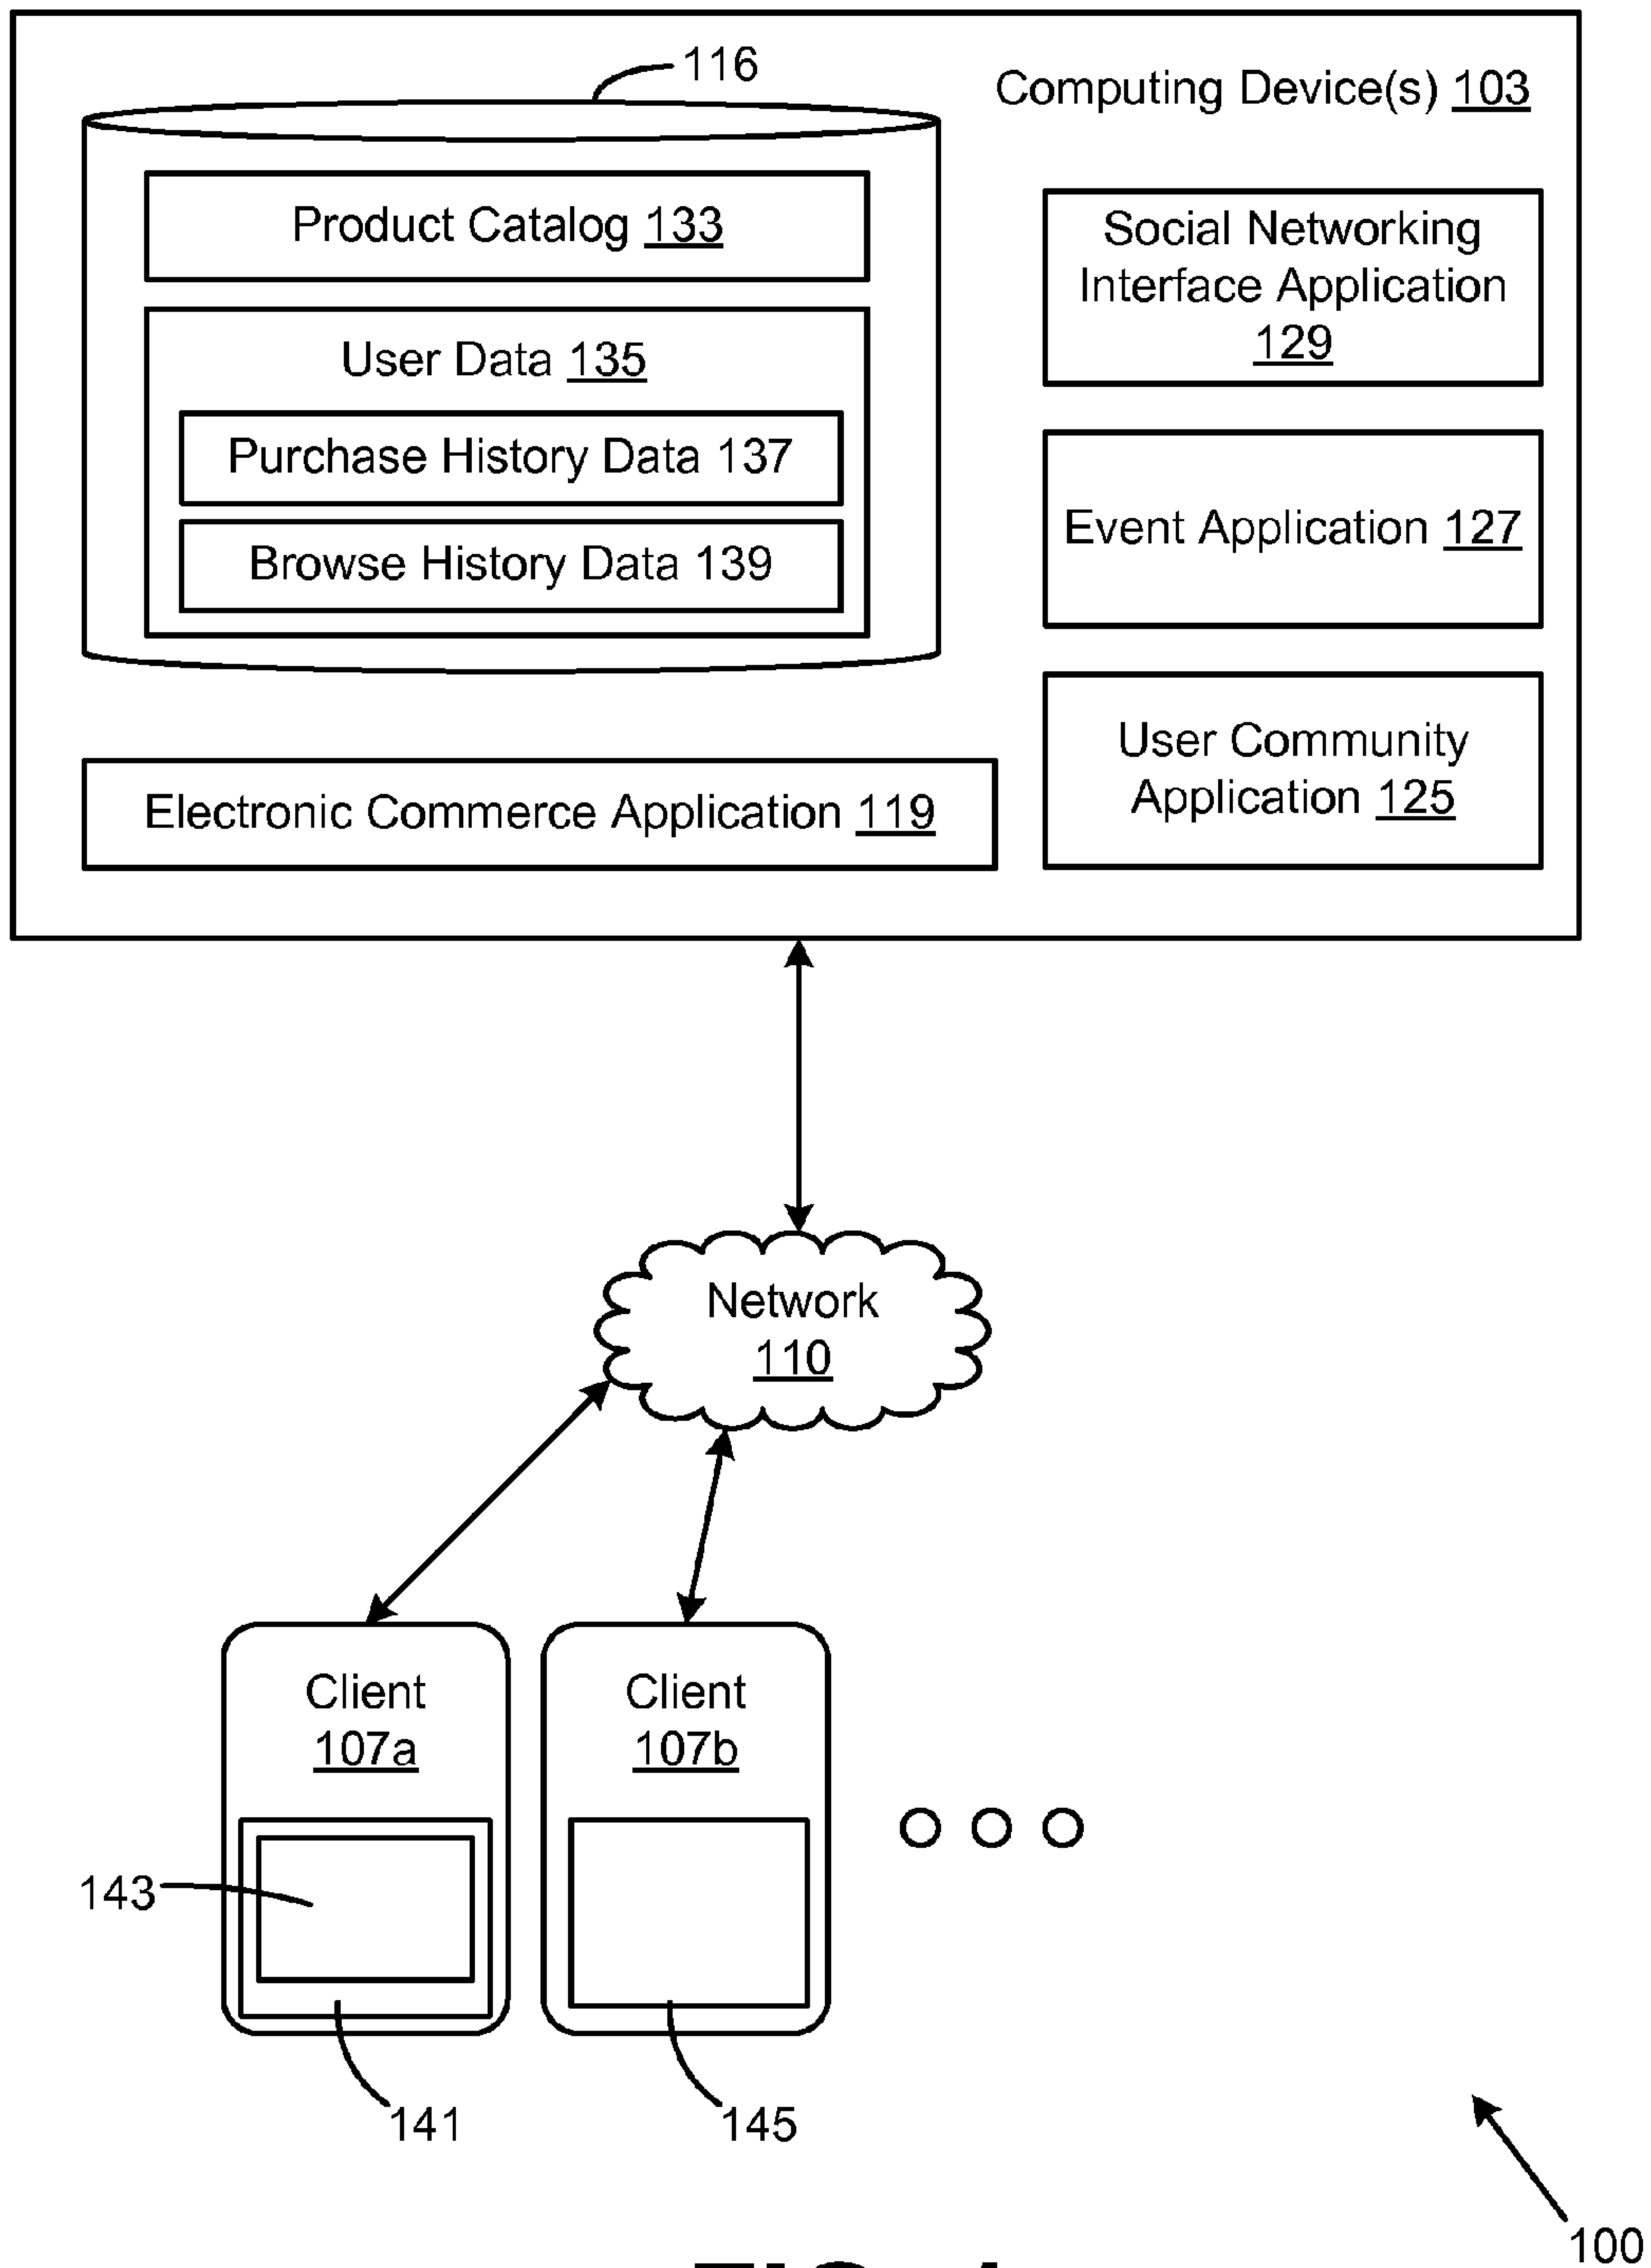 116
Computing Device(s) 103
Product Catalog 133
User Data 135
Purchase History Data 137
Browse History Data 139
Social Networking
Interface Application
129
Event Application 127
User Community
Application 125
Electronic Commerce Application 119
Network
110
Client
107a
Client
107b
143
141
145
100